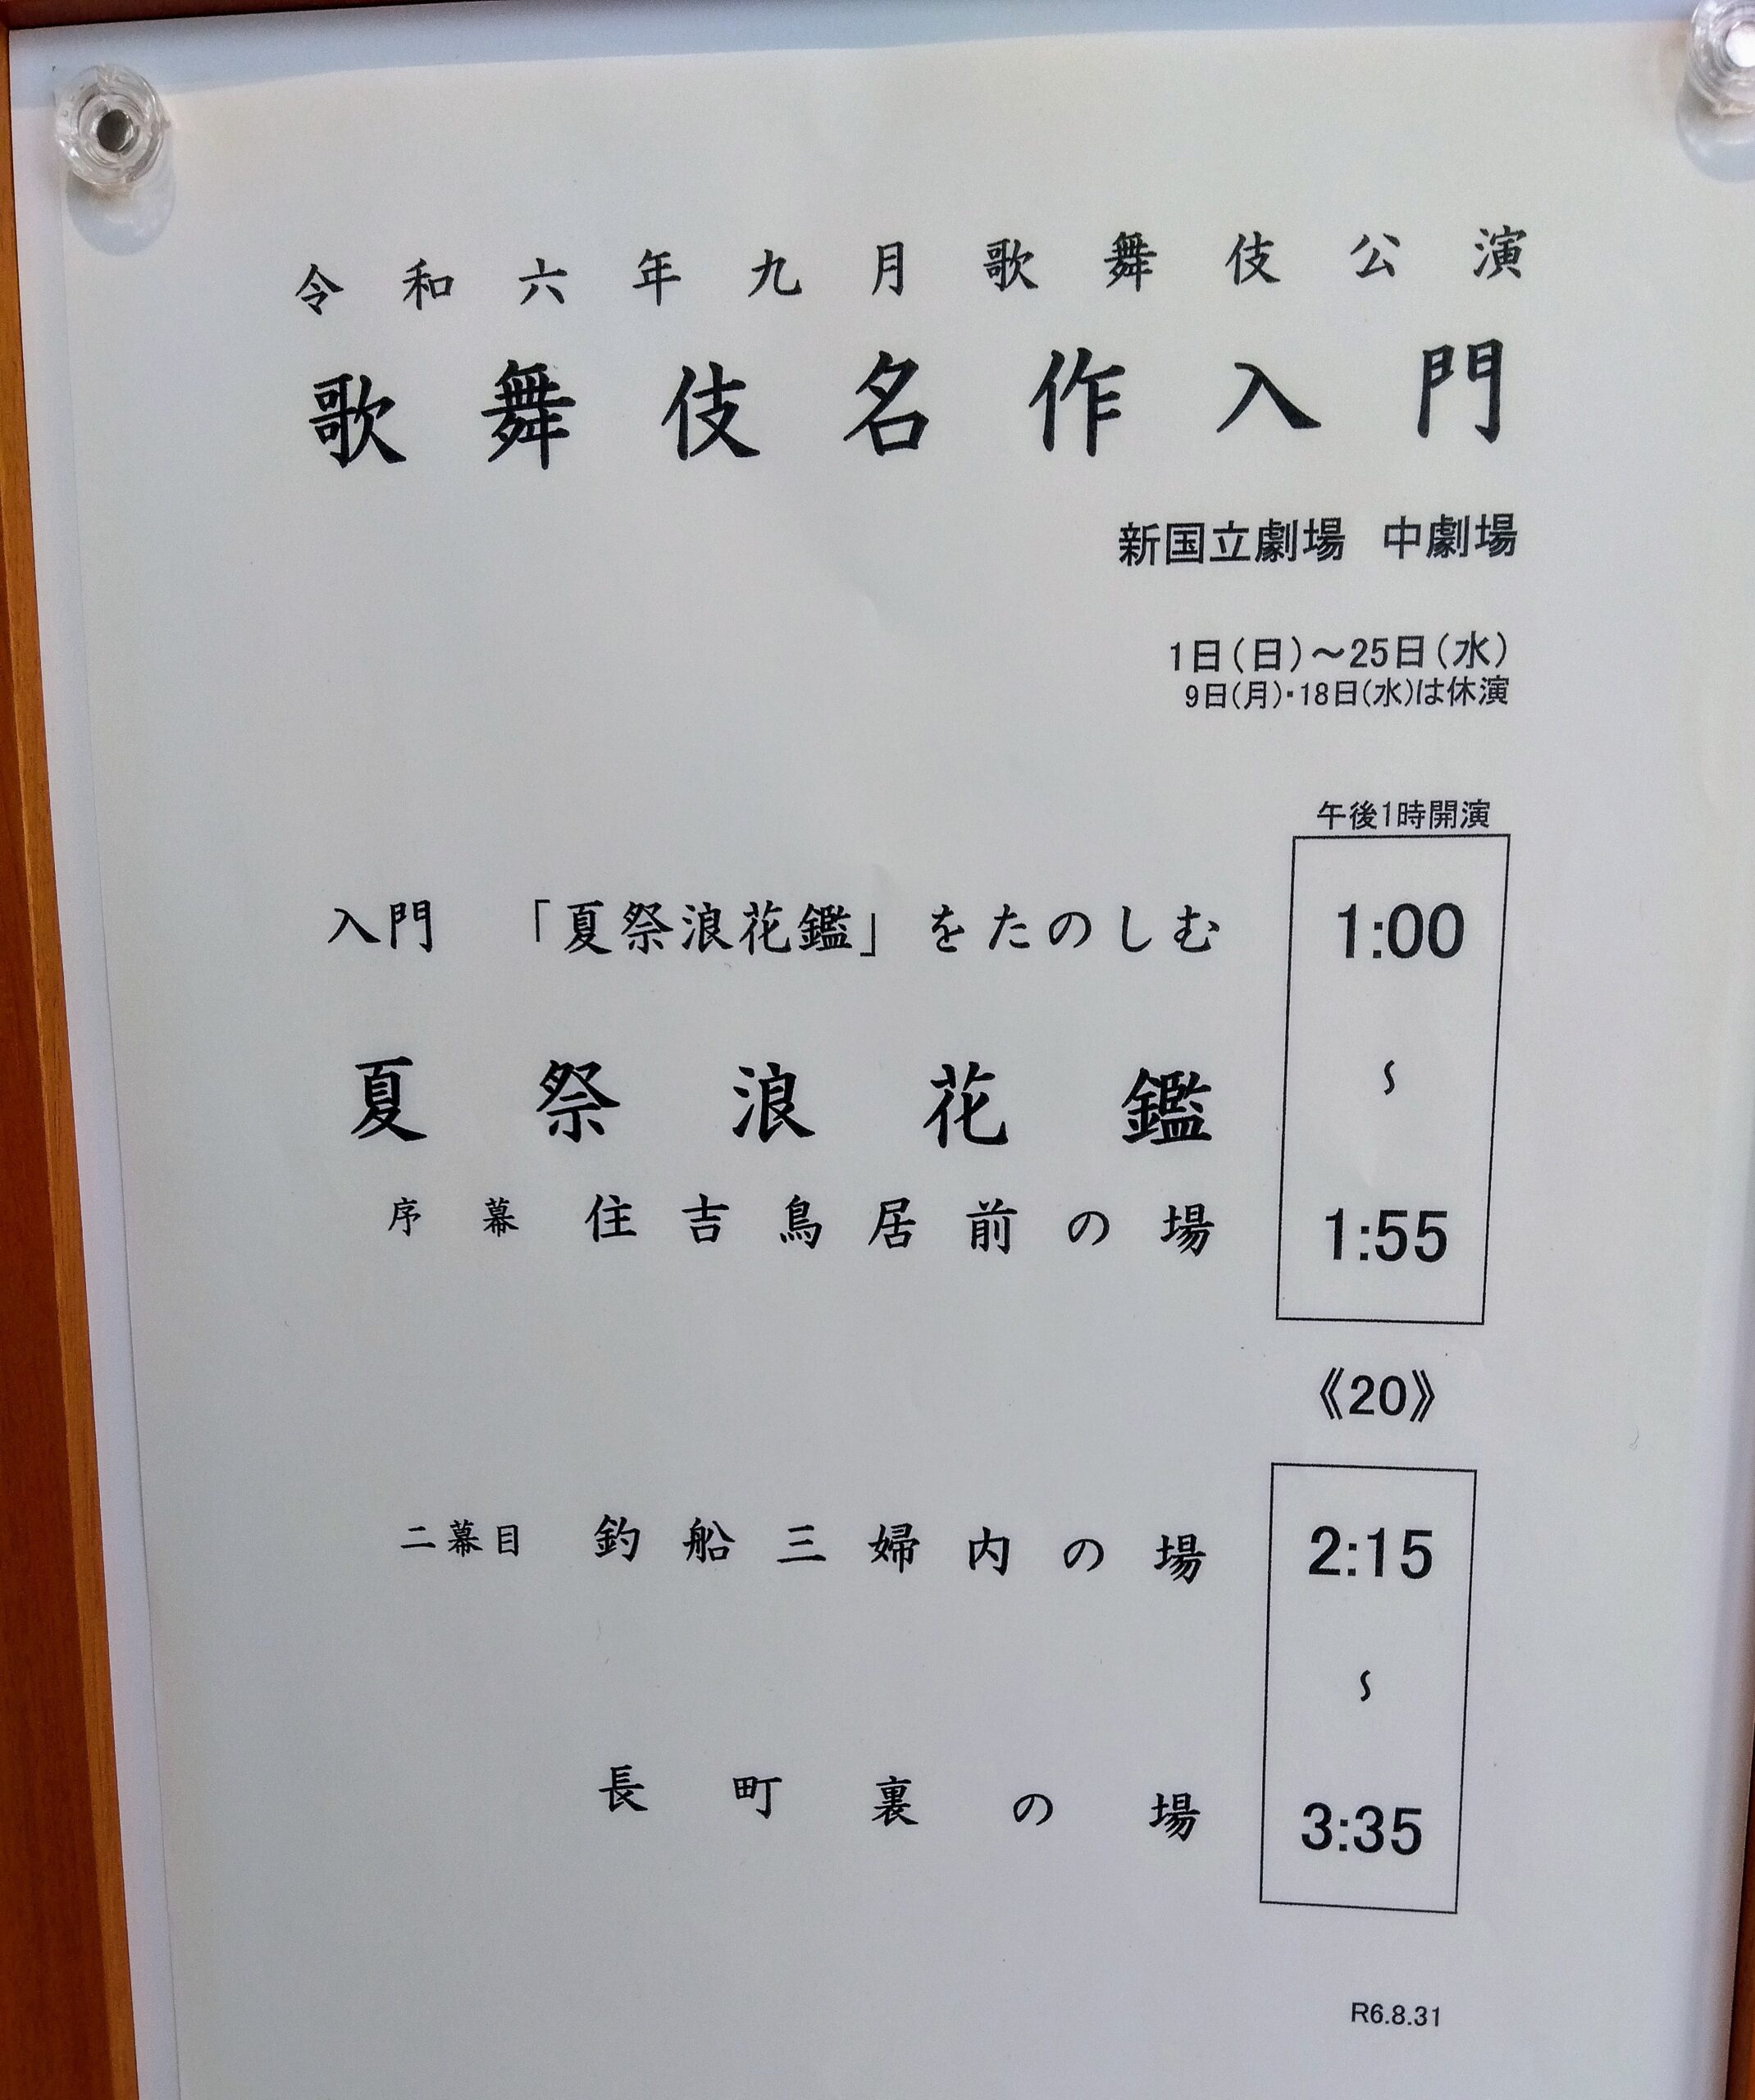 令和六年九月歌舞伎公演
歌舞伎名作入門
新国立劇場　中劇場
1日(日)～25日(水)
9日(月)・18日(水)は休演
午後1時開演
入門　「夏祭浪花鑑」をたのしむ
1:00
夏祭浪花鑑
～
序幕　住吉鳥居前の場
1:55
《20》
二幕目　釣船三婦内の場
2:15
～
長町裏の場
3:35
R6.8.31